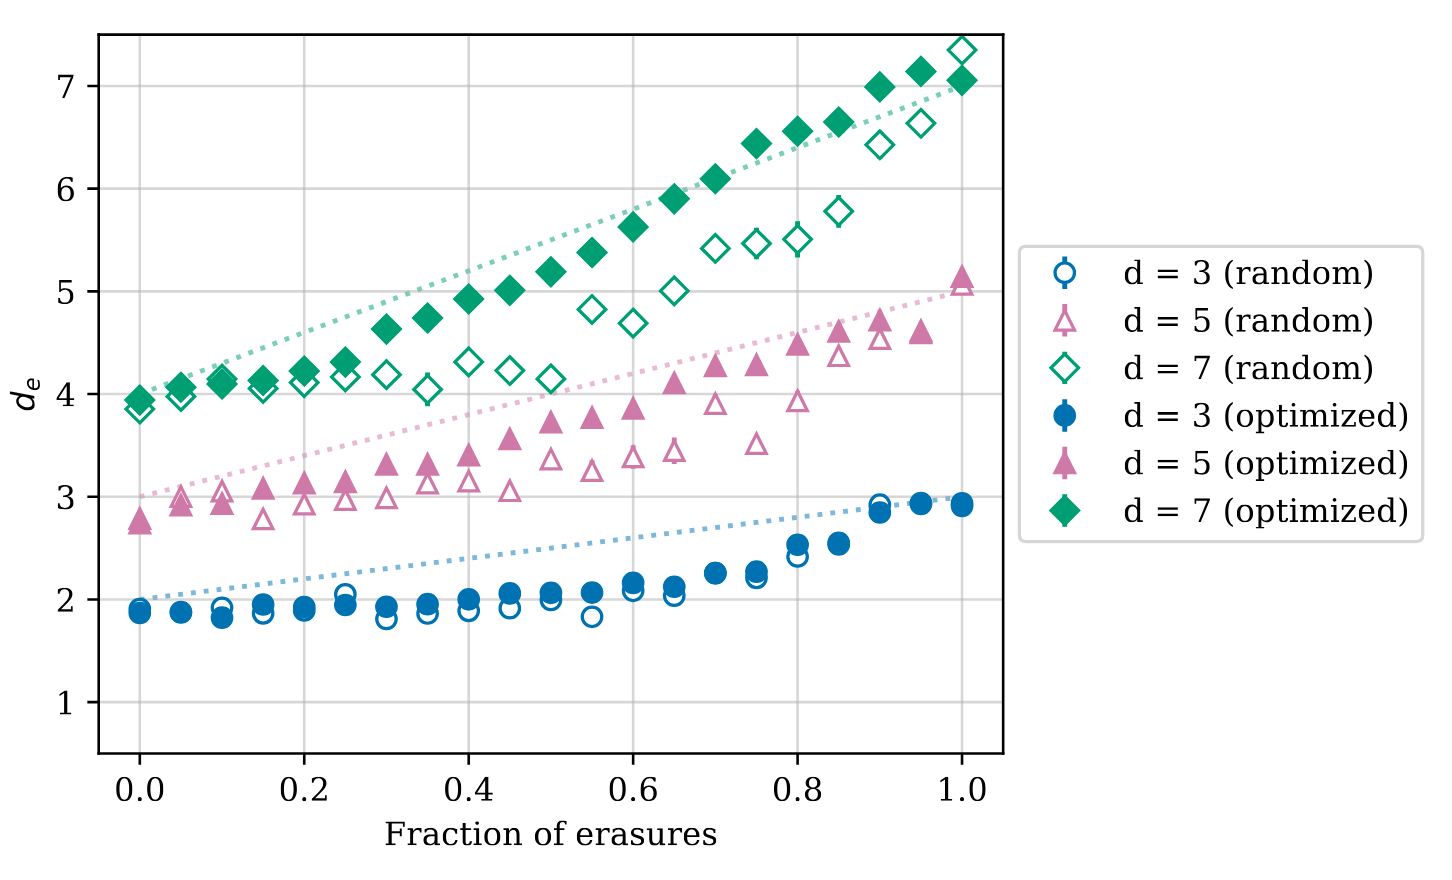 7
6
5
4
3
2
1
d_e
0.0 0.2 0.4 0.6 0.8 1.0
Fraction of erasures
d = 3 (random)
d = 5 (random)
d = 7 (random)
d = 3 (optimized)
d = 5 (optimized)
d = 7 (optimized)